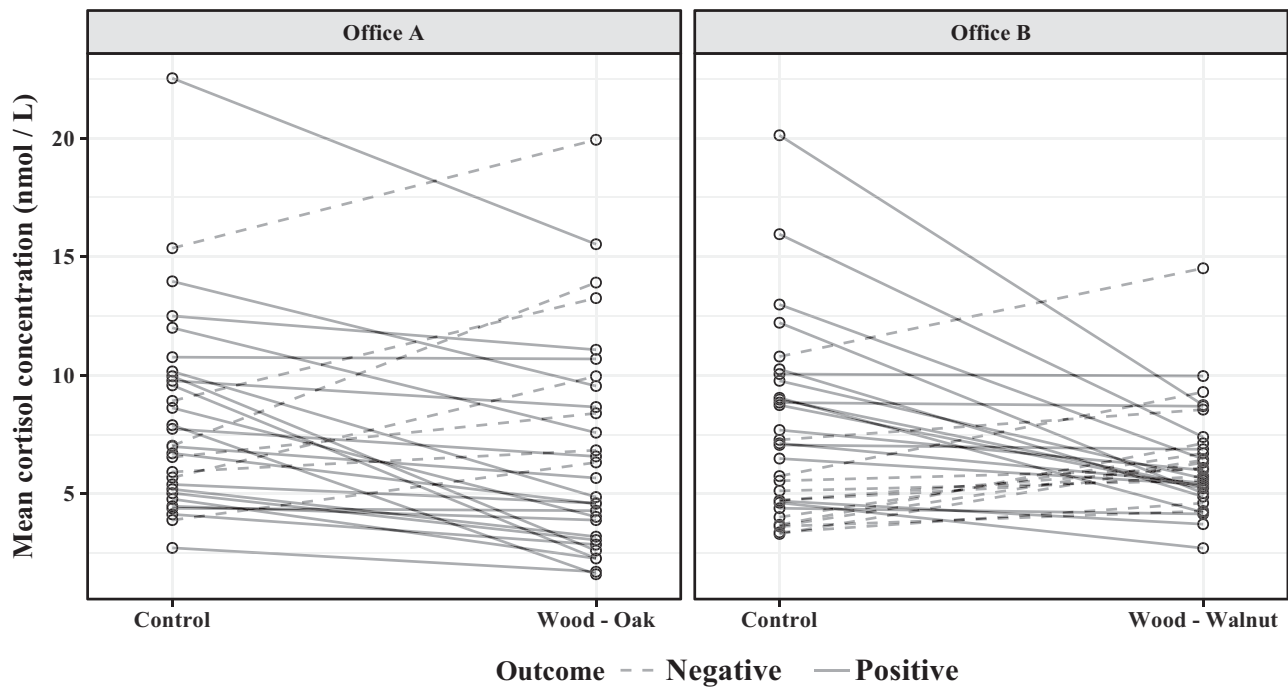 Office A
Office B
Mean cortisol concentration (nmol / L)
20
15
10
5
Control
Wood - Oak
Control
Wood - Walnut
Outcome
Negative
Positive